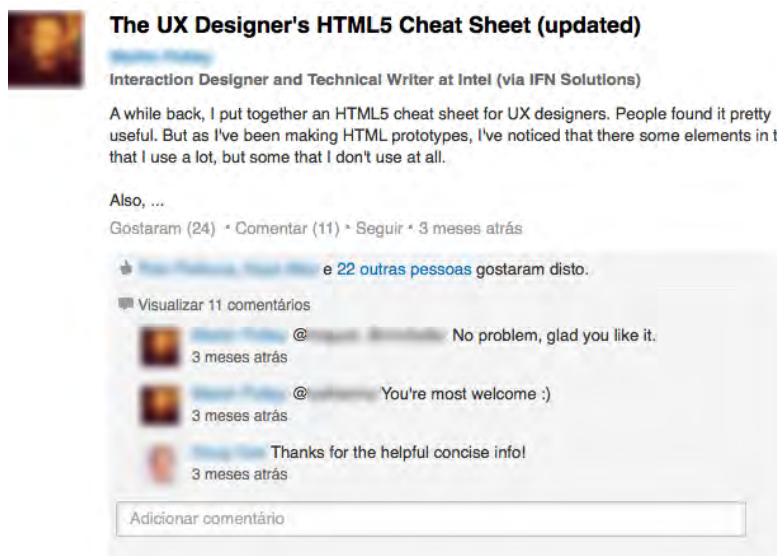 The UX Designer's HTML5 Cheat Sheet (updated)
Interaction Designer and Technical Writer at Intel (via IFN Solutions)
A while back, I put together an HTML5 cheat sheet for UX designers. People found it pretty
useful. But as I've been making HTML prototypes, I've noticed that there some elements in t
that I use a lot, but some that I don't use at all.
Also, ...
Gostaram (24) • Comentar (11) • Seguir • 3 meses atrás
e 22 outras pessoas gostaram disto.
Visualizar 11 comentários
@ No problem, glad you like it.
3 meses atrás
@ You're most welcome :)
3 meses atrás
Thanks for the helpful concise info!
3 meses atrás
Adicionar comentário